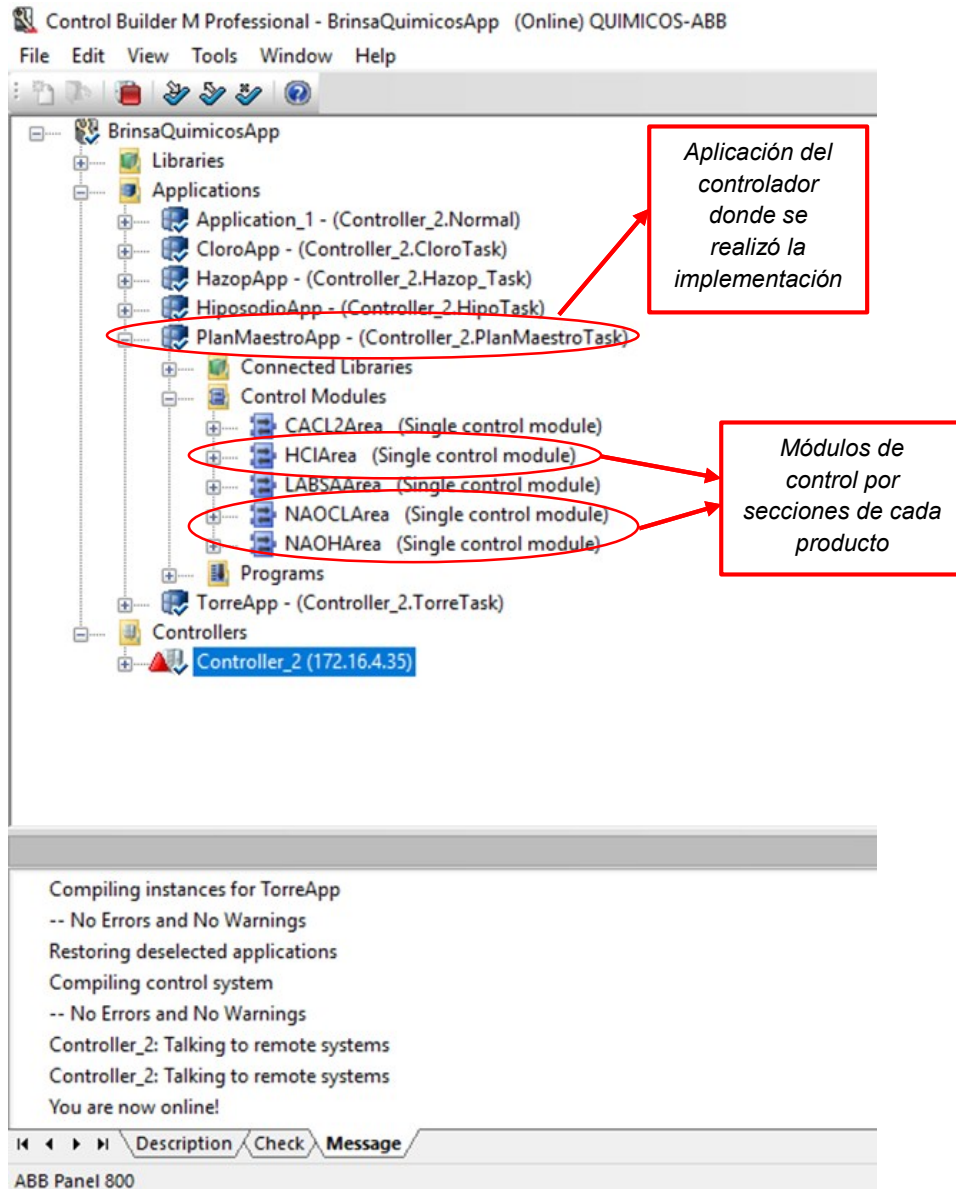 Control Builder M Professional - BrinsaQuimicosApp (Online) QUIMICOS-ABB
File Edit View Tools Window Help
BrinsaQuimicosApp
Libraries
Applications
Application_1 - (Controller_2.Normal)
CloroApp - (Controller_2.CloroTask)
HazopApp - (Controller_2.Hazop_Task)
HiposodioApp - (Controller_2.HipoTask)
PlanMaestroApp - (Controller_2.PlanMaestroTask)
Connected Libraries
Control Modules
CACL2Area (Single control module)
HClArea (Single control module)
LABSAArea (Single control module)
NAOCLArea (Single control module)
NAOHArea (Single control module)
Programs
TorreApp - (Controller_2.TorreTask)
Controllers
Controller_2 (172.16.4.35)
Aplicación del
controlador
donde se
realizó la
implementación
Módulos de
control por
secciones de cada
producto
Compiling instances for TorreApp
-- No Errors and No Warnings
Restoring deselected applications
Compiling control system
-- No Errors and No Warnings
Controller_2: Talking to remote systems
Controller_2: Talking to remote systems
You are now online!
Description Check Message
ABB Panel 800